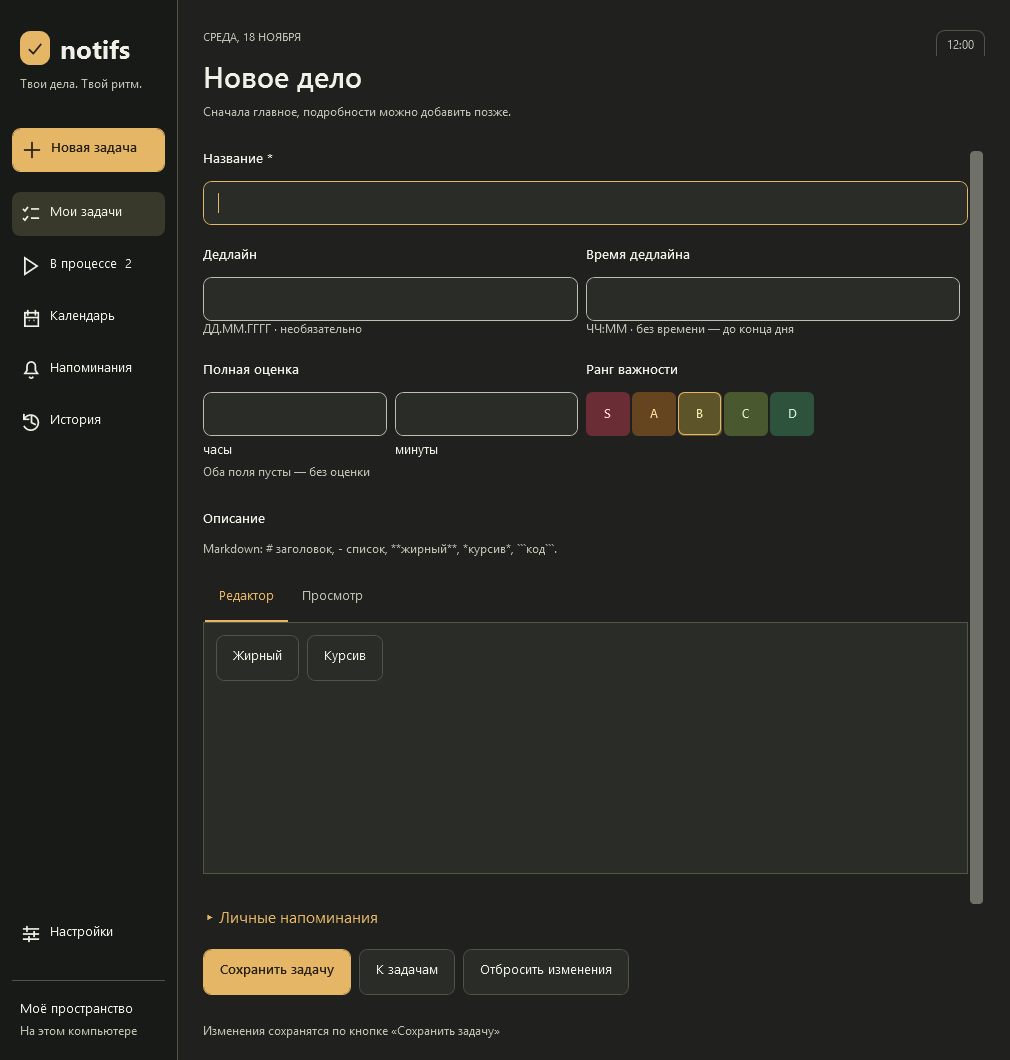 notifs
Твои дела. Твой ритм.
Новая задача
Мои задачи
В процессе 2
Календарь
Напоминания
История
Настройки
Моё пространство
На этом компьютере
СРЕДА, 18 НОЯБРЯ
12:00
Новое дело
Сначала главное, подробности можно добавить позже.
Название *
Дедлайн
Время дедлайна
ДД.ММ.ГГГГ · необязательно
ЧЧ:ММ · без времени — до конца дня
Полная оценка
Ранг важности
S A B C D
часы
минуты
Оба поля пусты — без оценки
Описание
Markdown: # заголовок, - список, **жирный**, *курсив*, ```код```.
Редактор
Просмотр
Жирный
Курсив
Личные напоминания
Сохранить задачу
К задачам
Отбросить изменения
Изменения сохранятся по кнопке «Сохранить задачу»